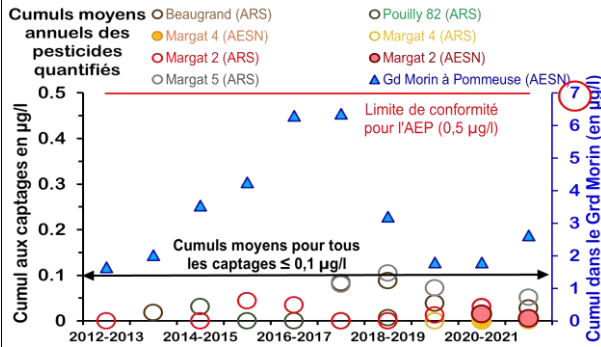 Cumuls moyens
annuels des
pesticides
quantifiés
Beaugrand (ARS)
Pouilly 82 (ARS)
Margat 4 (AESN)
Margat 4 (ARS)
Margat 2 (ARS)
Margat 2 (AESN)
Margat 5 (ARS)
Gd Morin à Pommeuse (AESN)
Cumul aux captages en µg/l
0.5
0.4
0.3
0.2
0.1
0
Limite de conformité
pour l'AEP (0,5 µg/l)
Cumuls moyens pour tous
les captages ≤ 0,1 µg/l
7
6
5
4
3
2
1
0
Cumul dans le Grd Morin (en µg/l)
2012-2013
2014-2015
2016-2017
2018-2019
2020-2021